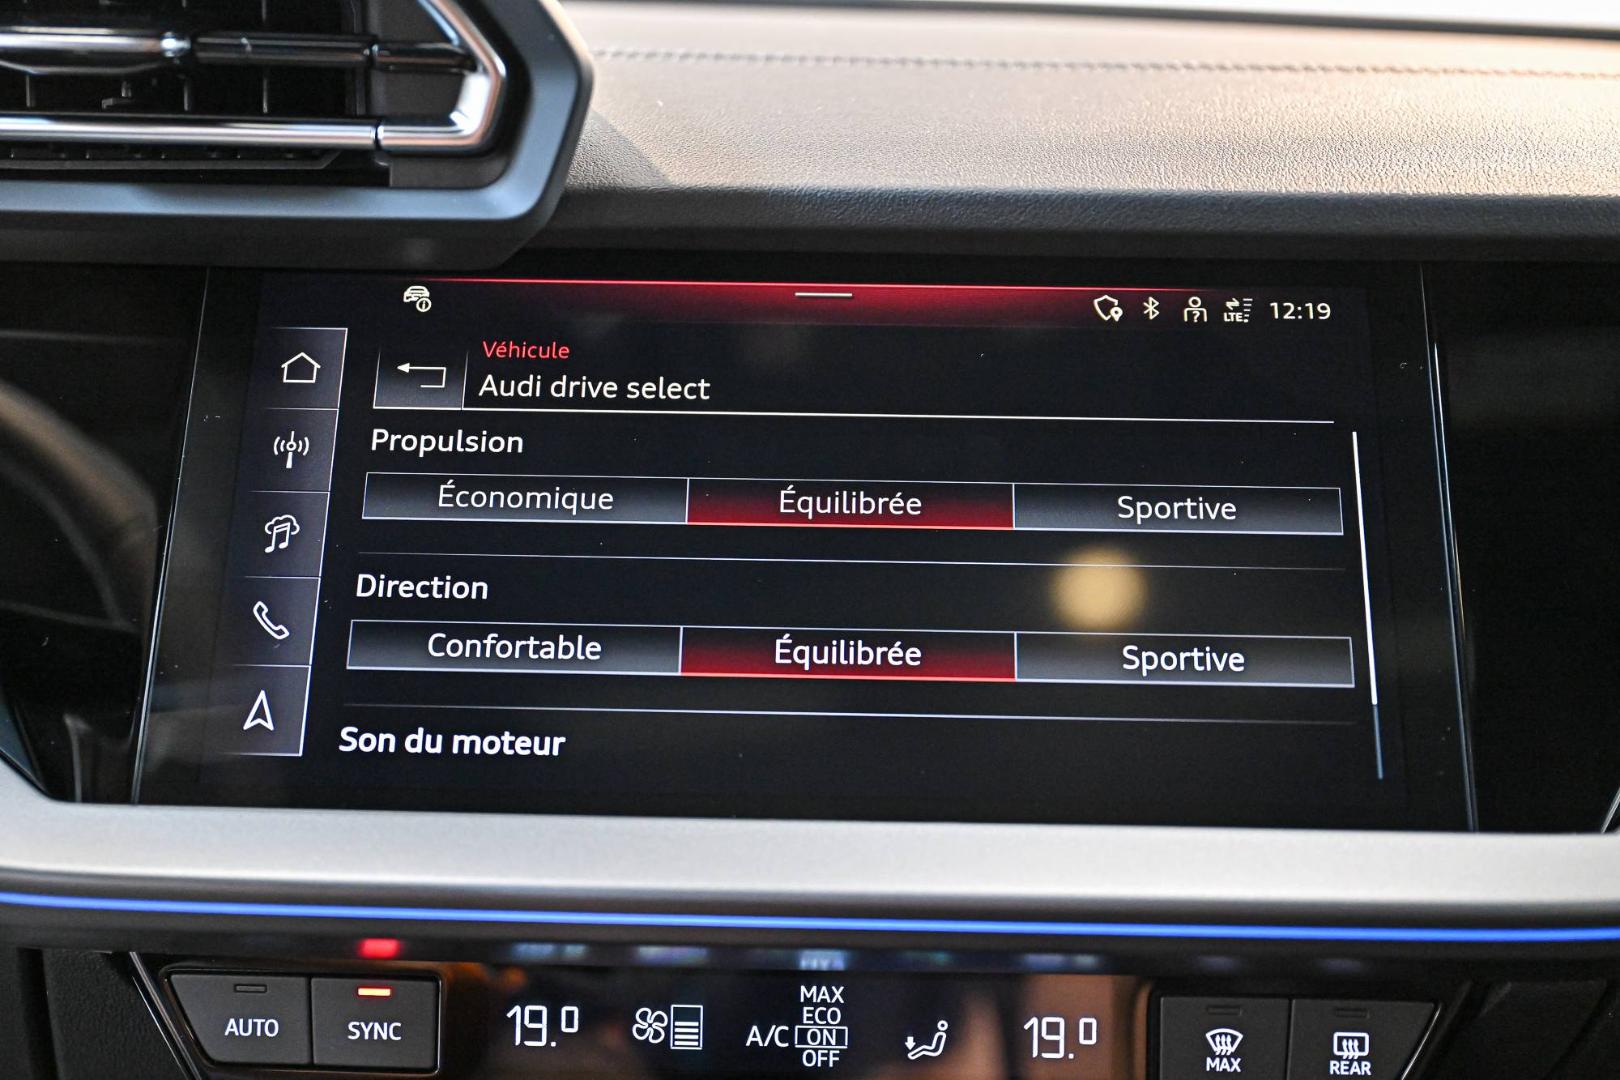 LTE 12:19
Véhicule
Audi drive select
Propulsion
Économique Équilibrée Sportive
Direction
Confortable Équilibrée Sportive
Son du moteur
AUTO SYNC 19.0 A/C MAX ECO ON OFF 19.0 MAX REAR